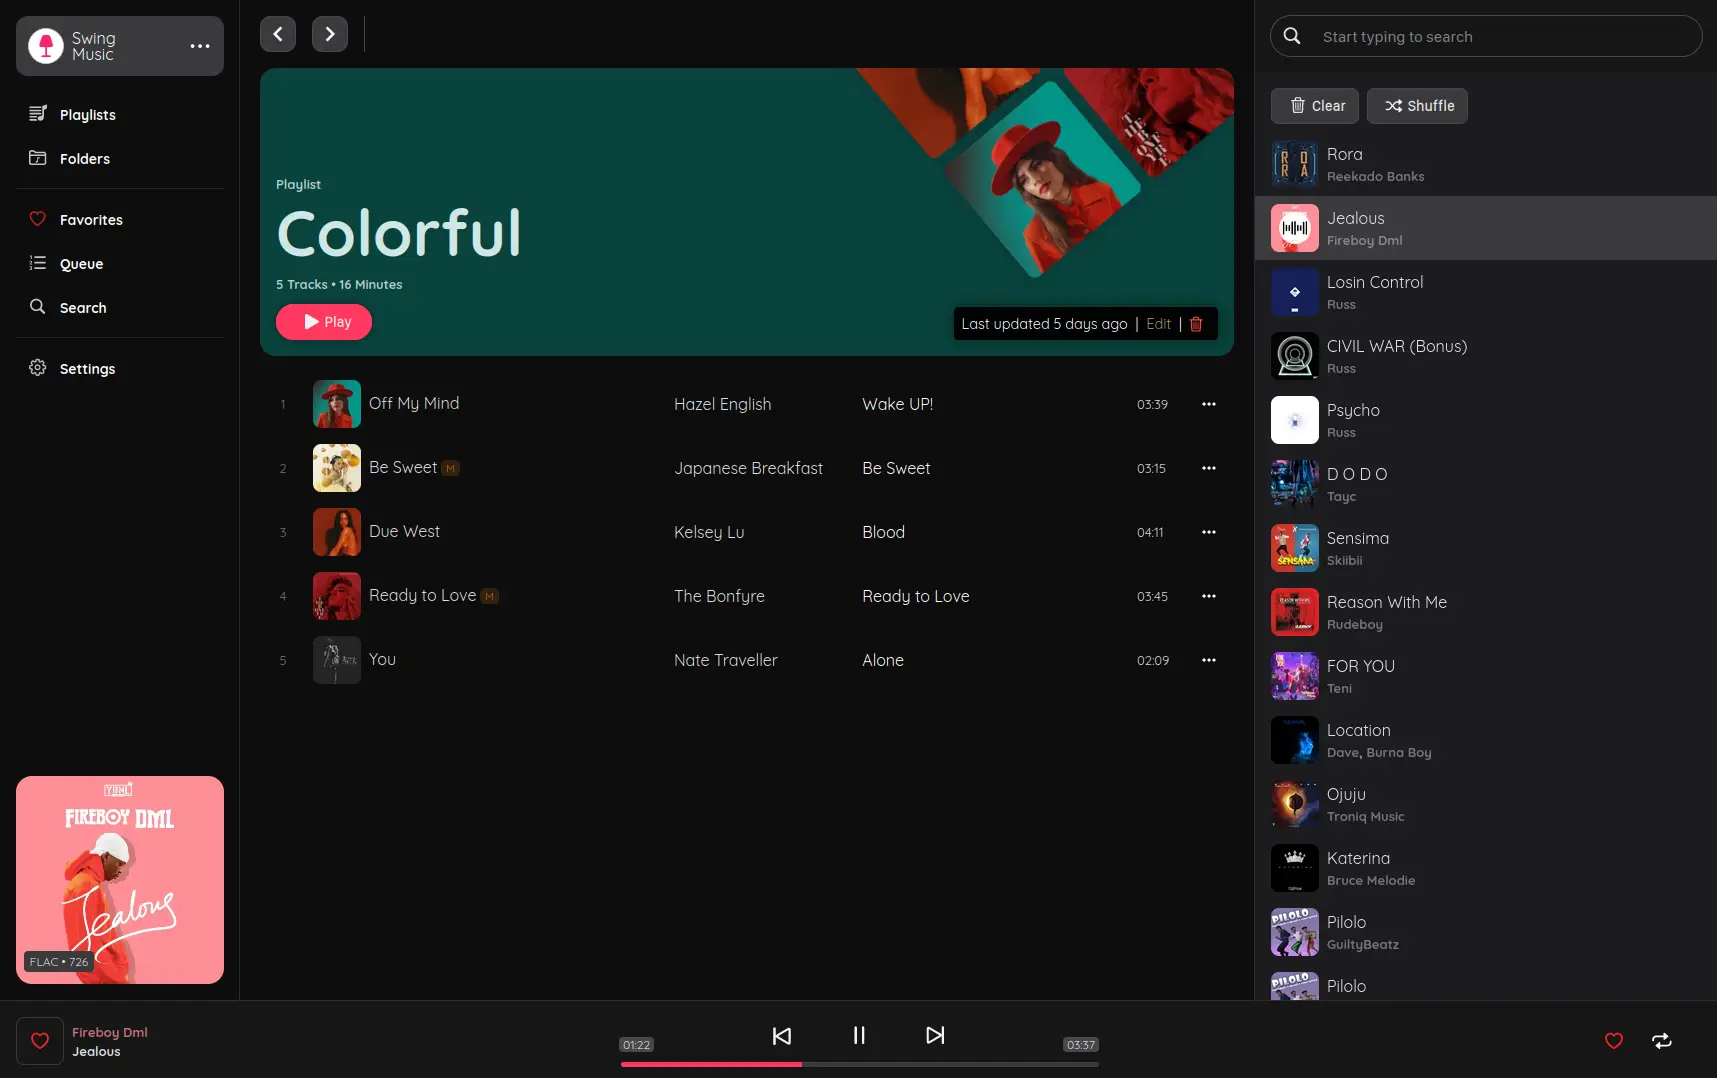 Swing
Music
Playlists
Folders
Favorites
Queue
Search
Settings
YBNL
FIREBOY DML
Jealous
FLAC • 726
Playlist
Colorful
5 Tracks • 16 Minutes
Play
Last updated 5 days ago | Edit |
1 Off My Mind Hazel English Wake UP! 03:39
2 Be Sweet M Japanese Breakfast Be Sweet 03:15
3 Due West Kelsey Lu Blood 04:11
4 Ready to Love M The Bonfyre Ready to Love 03:45
5 You Nate Traveller Alone 02:09
Start typing to search
Clear Shuffle
Rora
Reekado Banks
Jealous
Fireboy Dml
Losin Control
Russ
CIVIL WAR (Bonus)
Russ
Psycho
Russ
D O D O
Tayc
Sensima
Skiibii
Reason With Me
Rudeboy
FOR YOU
Teni
Location
Dave, Burna Boy
Ojuju
Troniq Music
Katerina
Bruce Melodie
Pilolo
GuiltyBeatz
Pilolo
Fireboy Dml
Jealous
01:22
03:37